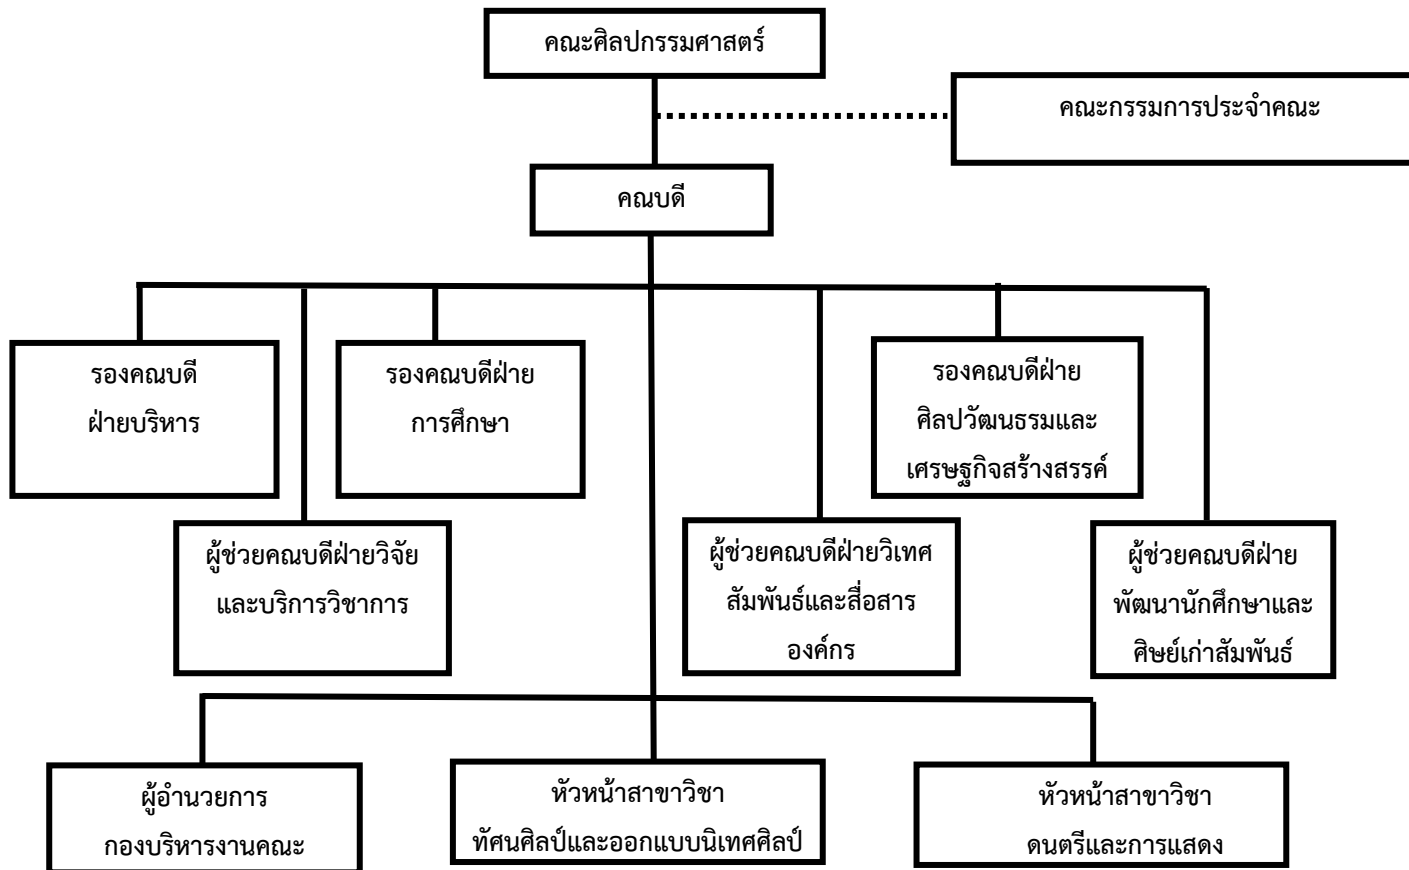 คณะศิลปกรรมศาสตร์
คณะกรรมการประจำคณะ
คณบดี
รองคณบดี
ฝ่ายบริหาร
รองคณบดีฝ่าย
การศึกษา
รองคณบดีฝ่าย
ศิลปวัฒนธรรมและ
เศรษฐกิจสร้างสรรค์
ผู้ช่วยคณบดีฝ่ายวิจัย
และบริการวิชาการ
ผู้ช่วยคณบดีฝ่ายวิเทศ
สัมพันธ์และสื่อสาร
องค์กร
ผู้ช่วยคณบดีฝ่าย
พัฒนานักศึกษาและ
ศิษย์เก่าสัมพันธ์
ผู้อำนวยการ
กองบริหารงานคณะ
หัวหน้าสาขาวิชา
ทัศนศิลป์และออกแบบนิเทศศิลป์
หัวหน้าสาขาวิชา
ดนตรีและการแสดง